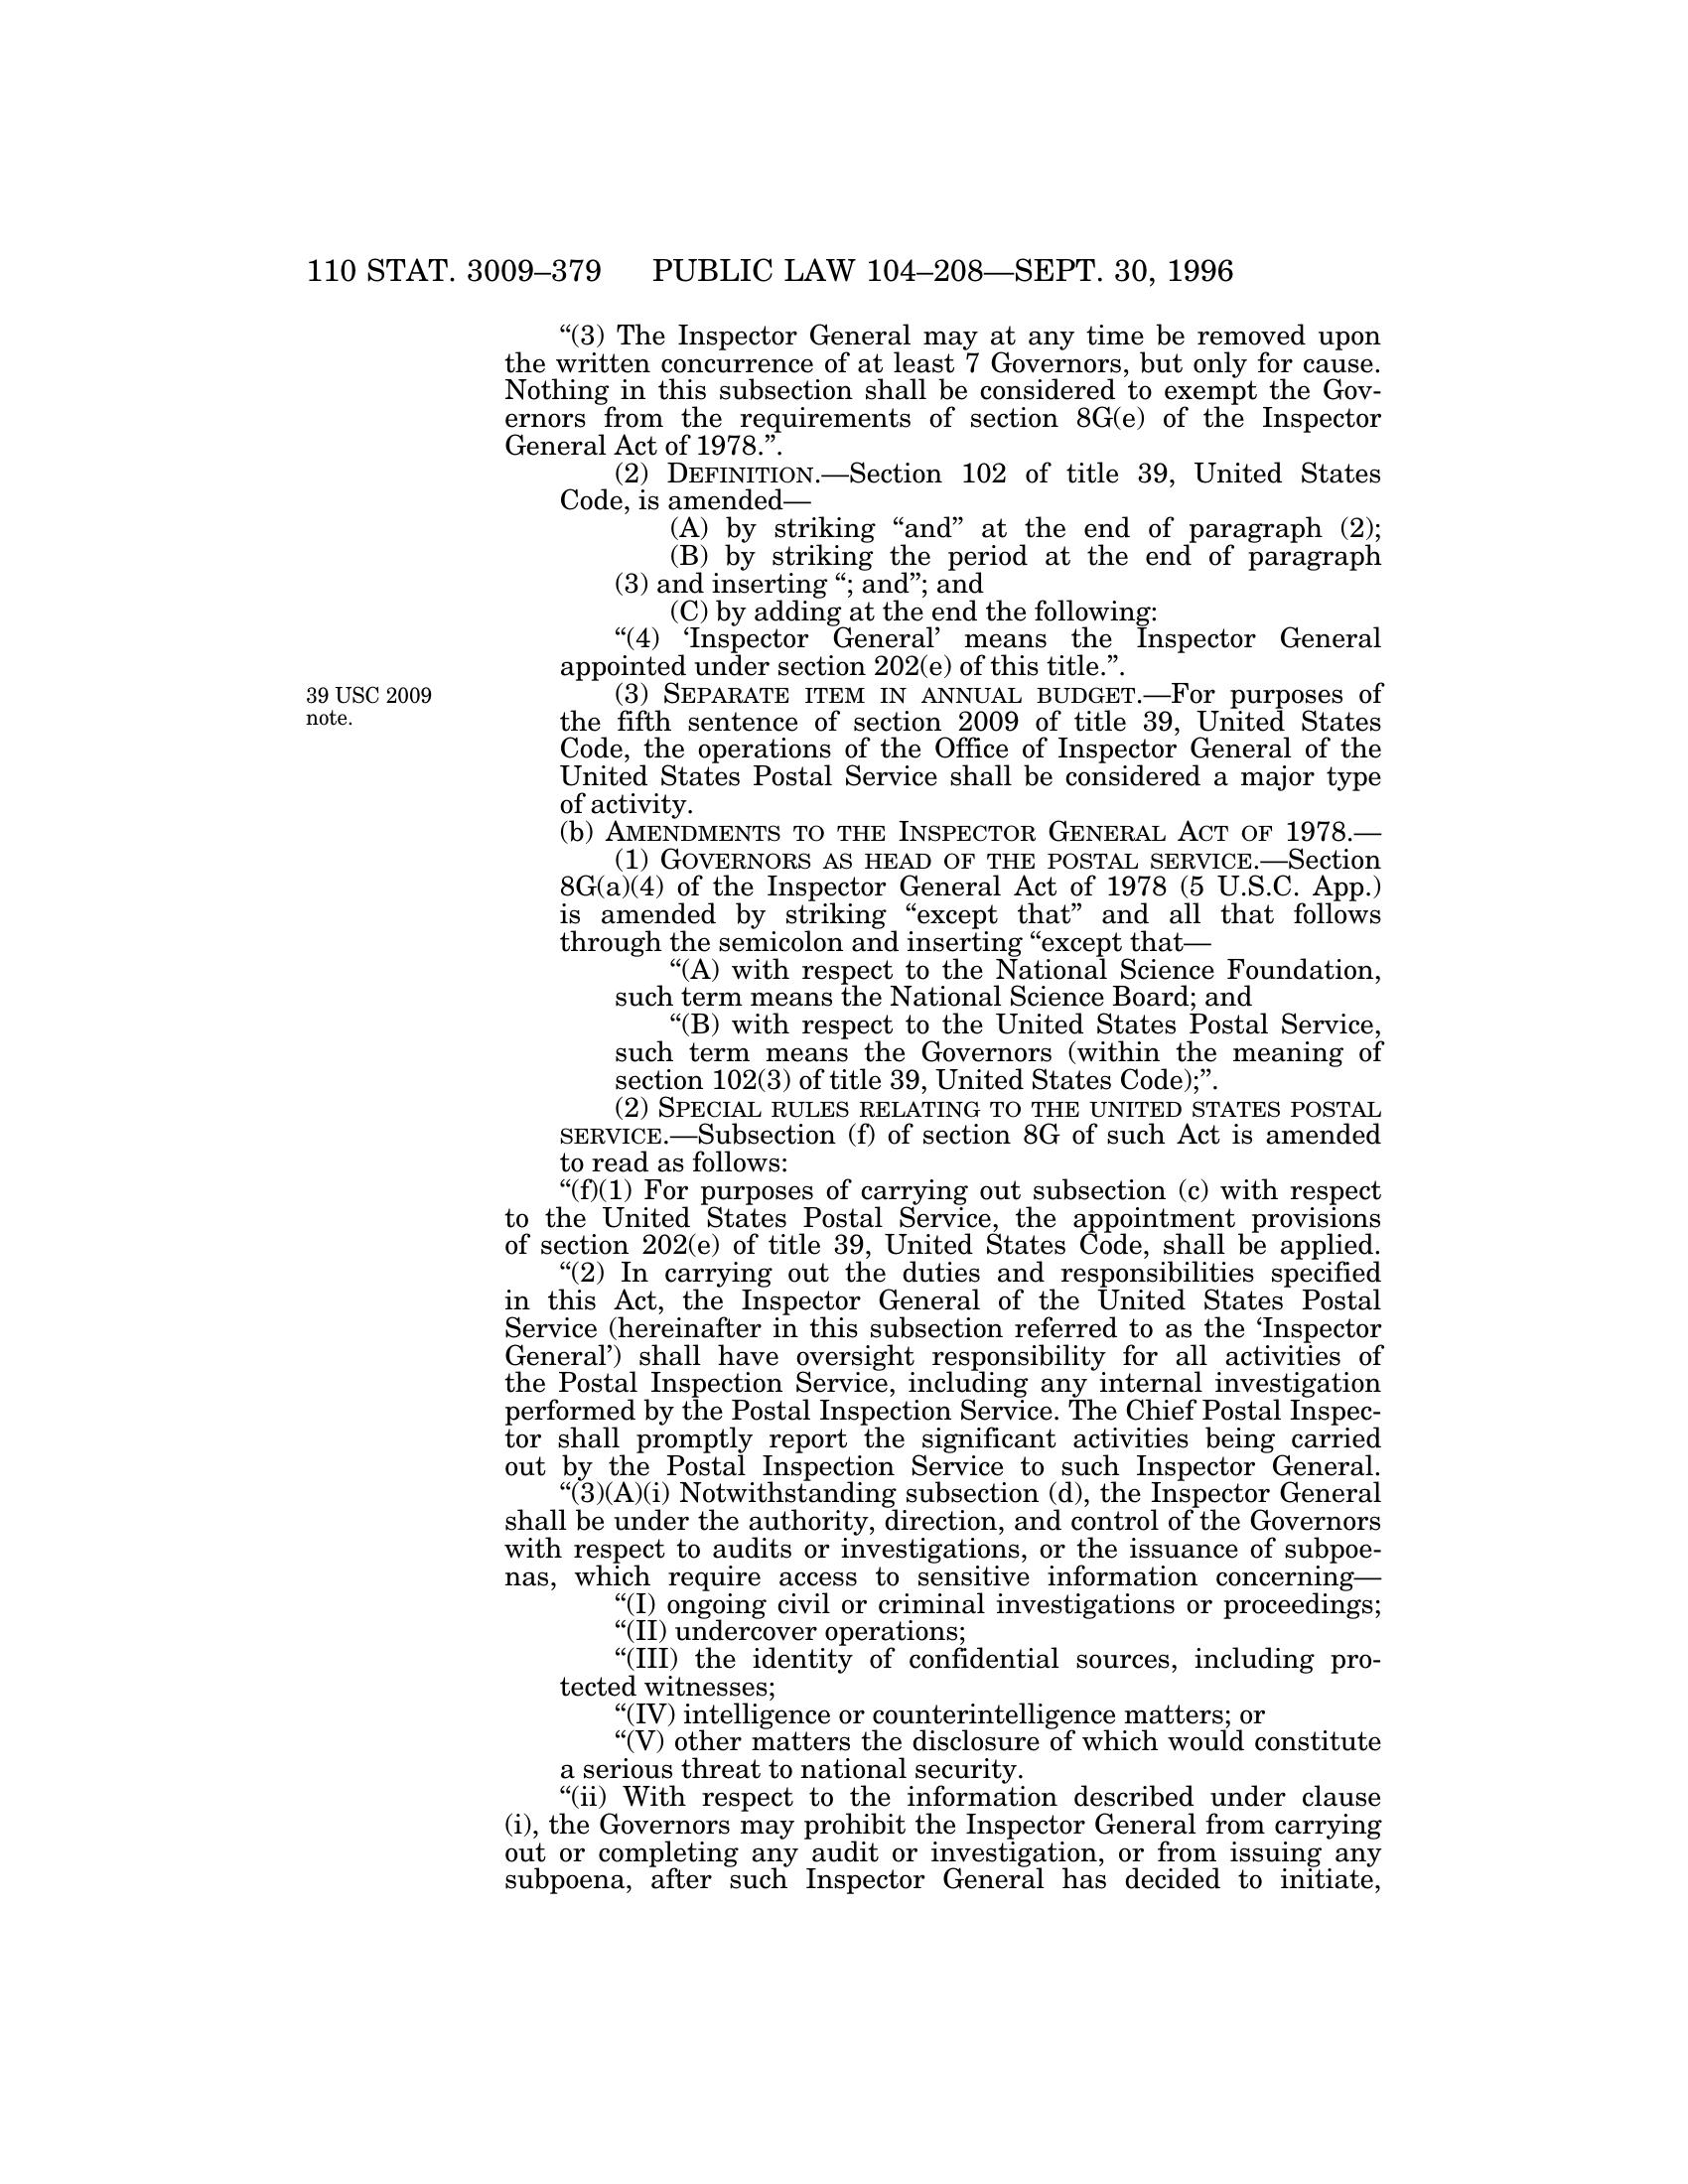 110 STAT. 3009–379 PUBLIC LAW 104–208—SEPT. 30, 1996
“(3) The Inspector General may at any time be removed upon
the written concurrence of at least 7 Governors, but only for cause.
Nothing in this subsection shall be considered to exempt the Gov-
ernors from the requirements of section 8G(e) of the Inspector
General Act of 1978.”.
(2) DEFINITION.—Section 102 of title 39, United States
Code, is amended—
(A) by striking “and” at the end of paragraph (2);
(B) by striking the period at the end of paragraph
(3) and inserting “; and”; and
(C) by adding at the end the following:
“(4) ‘Inspector General’ means the Inspector General
appointed under section 202(e) of this title.”.
39 USC 2009
note.
(3) SEPARATE ITEM IN ANNUAL BUDGET.—For purposes of
the fifth sentence of section 2009 of title 39, United States
Code, the operations of the Office of Inspector General of the
United States Postal Service shall be considered a major type
of activity.
(b) AMENDMENTS TO THE INSPECTOR GENERAL ACT OF 1978.—
(1) GOVERNORS AS HEAD OF THE POSTAL SERVICE.—Section
8G(a)(4) of the Inspector General Act of 1978 (5 U.S.C. App.)
is amended by striking “except that” and all that follows
through the semicolon and inserting “except that—
“(A) with respect to the National Science Foundation,
such term means the National Science Board; and
“(B) with respect to the United States Postal Service,
such term means the Governors (within the meaning of
section 102(3) of title 39, United States Code);”.
(2) SPECIAL RULES RELATING TO THE UNITED STATES POSTAL
SERVICE.—Subsection (f) of section 8G of such Act is amended
to read as follows:
“(f)(1) For purposes of carrying out subsection (c) with respect
to the United States Postal Service, the appointment provisions
of section 202(e) of title 39, United States Code, shall be applied.
“(2) In carrying out the duties and responsibilities specified
in this Act, the Inspector General of the United States Postal
Service (hereinafter in this subsection referred to as the ‘Inspector
General’) shall have oversight responsibility for all activities of
the Postal Inspection Service, including any internal investigation
performed by the Postal Inspection Service. The Chief Postal Inspec-
tor shall promptly report the significant activities being carried
out by the Postal Inspection Service to such Inspector General.
“(3)(A)(i) Notwithstanding subsection (d), the Inspector General
shall be under the authority, direction, and control of the Governors
with respect to audits or investigations, or the issuance of subpoe-
nas, which require access to sensitive information concerning—
“(I) ongoing civil or criminal investigations or proceedings;
“(II) undercover operations;
“(III) the identity of confidential sources, including pro-
tected witnesses;
“(IV) intelligence or counterintelligence matters; or
“(V) other matters the disclosure of which would constitute
a serious threat to national security.
“(ii) With respect to the information described under clause
(i), the Governors may prohibit the Inspector General from carrying
out or completing any audit or investigation, or from issuing any
subpoena, after such Inspector General has decided to initiate,